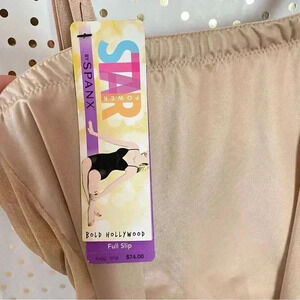 BY SPANX
STAR
POWER
BOLD HOLLYWOOD
Full Slip
$74.00